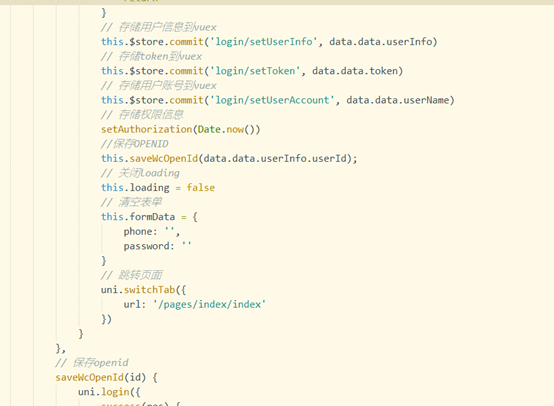 }
// 存储用户信息到vuex
this.$store.commit('login/setUserInfo', data.data.userInfo)
// 存储token到vuex
this.$store.commit('login/setToken', data.data.token)
// 存储用户账号到vuex
this.$store.commit('login/setUserAccount', data.data.userName)
// 存储权限信息
setAuthorization(Date.now())
//保存OPENID
this.saveWcOpenId(data.data.userInfo.userId);
// 关闭loading
this.loading = false
// 清空表单
this.formData = {
phone: '',
password: ''
}
// 跳转页面
uni.switchTab({
url: '/pages/index/index'
})
}
},
// 保存openid
saveWcOpenId(id) {
uni.login({
success(res) {